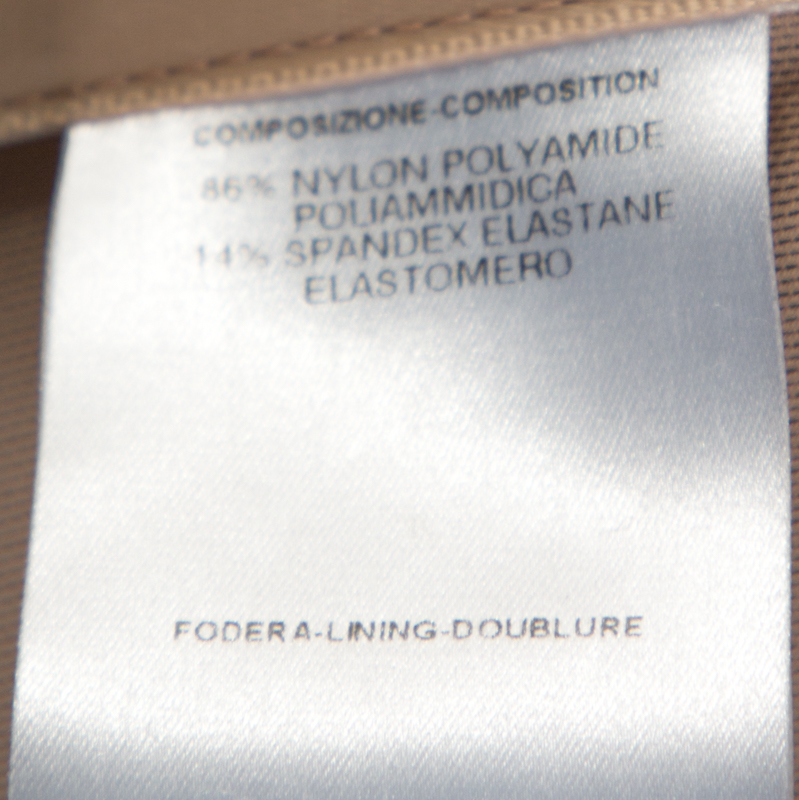 COMPOSIZIONE-COMPOSITION
86% NYLON POLYAMIDE
POLIAMMIDICA
14% SPANDEX ELASTANE
ELASTOMERO
FODERA-LINING-DOUBLURE